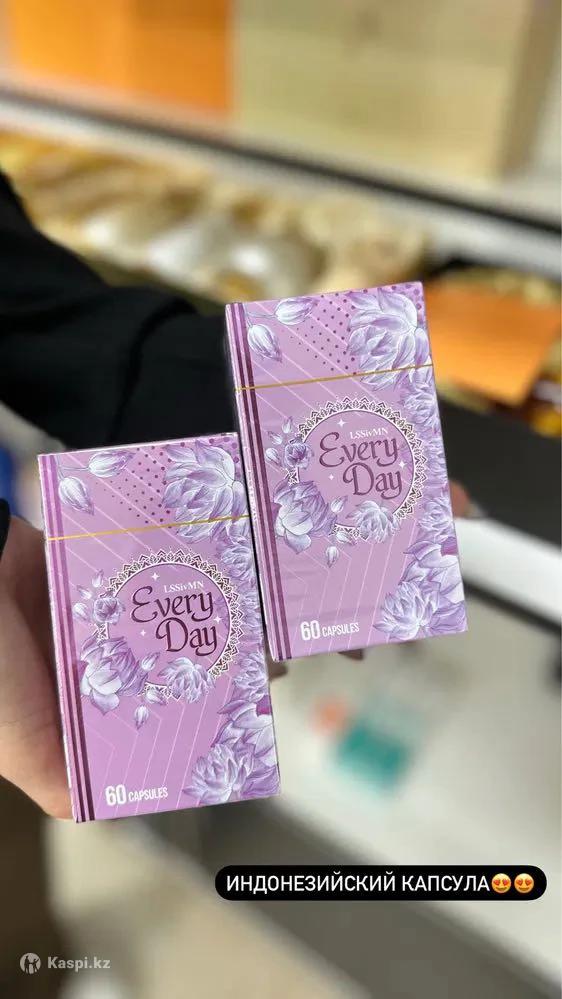 LSSivMN
Every
Day
60 CAPSULES
LSSivMN
Every
Day
60 CAPSULES
ИНДОНЕЗИЙСКИЙ КАПСУЛА😍😍
Kaspi.kz